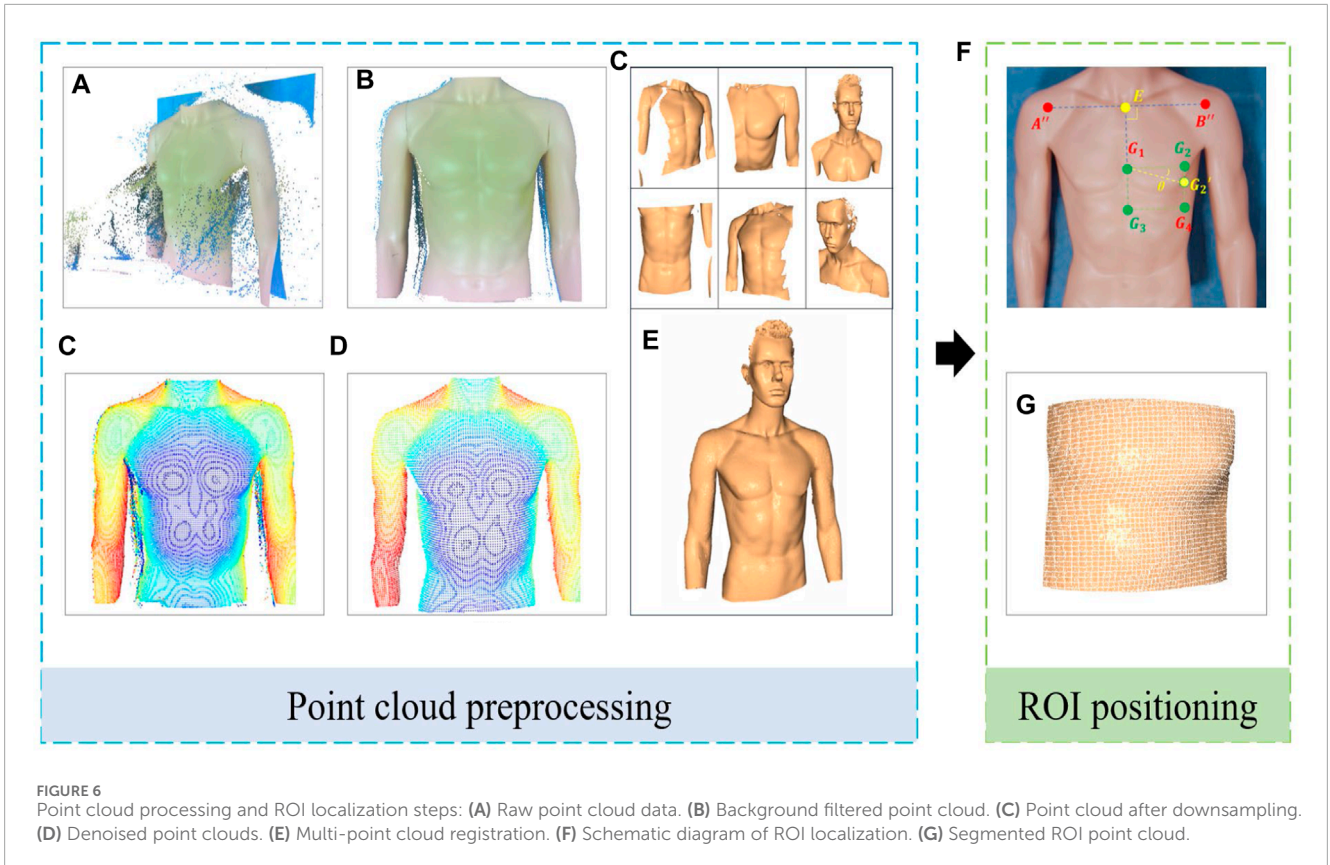 A
B
C
C
D
E
F
A''
E
B''
G₁
G₂
θ
G₂'
G₃
G₄
G
Point cloud preprocessing
ROI positioning
FIGURE 6
Point cloud processing and ROI localization steps: (A) Raw point cloud data. (B) Background filtered point cloud. (C) Point cloud after downsampling.
(D) Denoised point clouds. (E) Multi-point cloud registration. (F) Schematic diagram of ROI localization. (G) Segmented ROI point cloud.